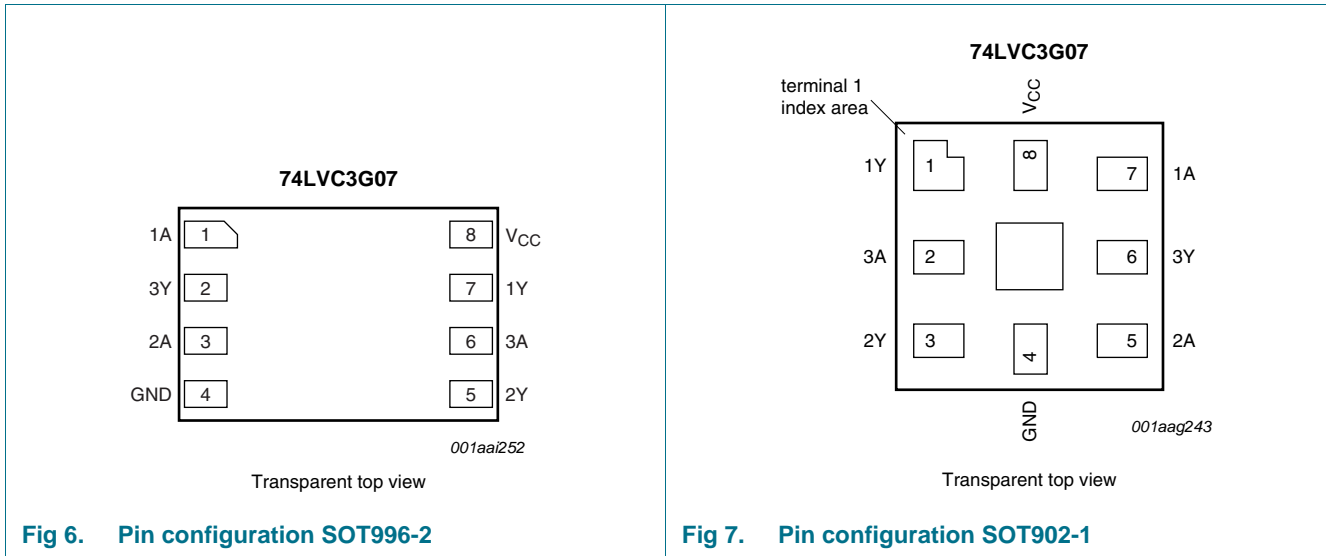 74LVC3G07
1A 1 8 VCC
3Y 2 7 1Y
2A 3 6 3A
GND 4 5 2Y
001aai252
Transparent top view
Fig 6. Pin configuration SOT996-2
74LVC3G07
terminal 1
index area
VCC
1Y 1 8 7 1A
3A 2 6 3Y
2Y 3 4 5 2A
GND
001aag243
Transparent top view
Fig 7. Pin configuration SOT902-1